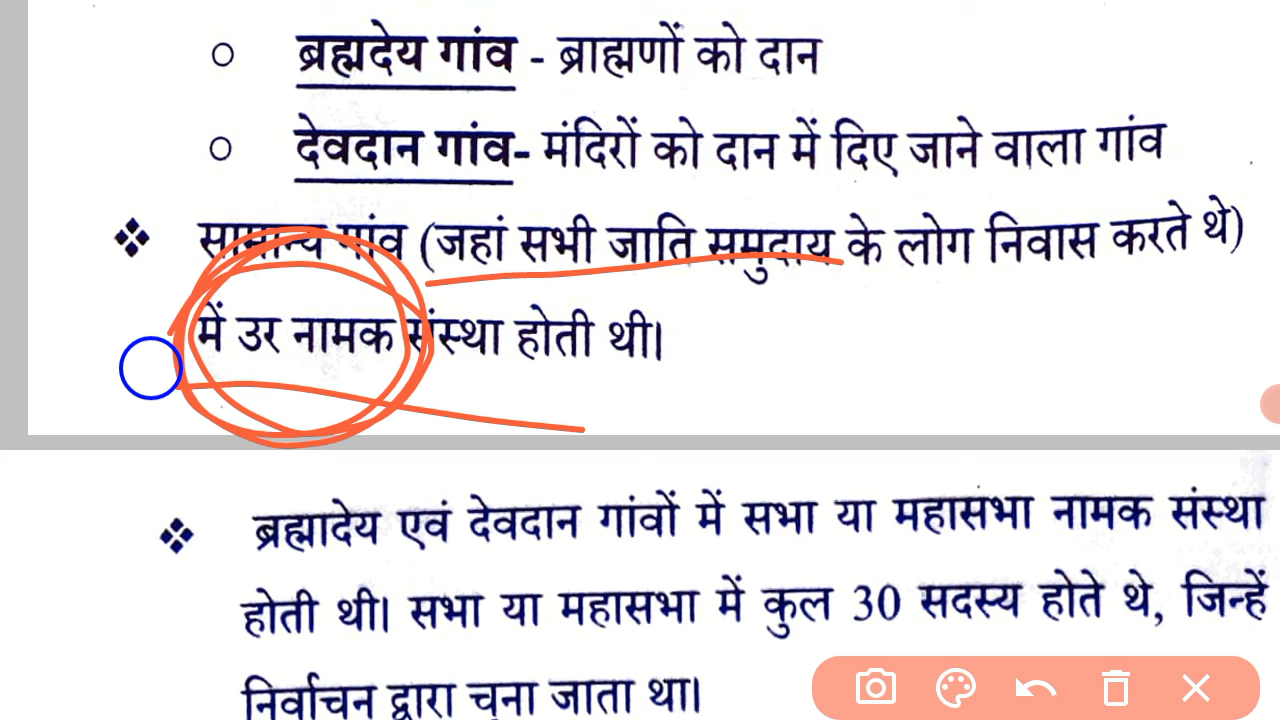 ब्रह्मदेय गांव - ब्राह्मणों को दान
देवदान गांव- मंदिरों को दान में दिए जाने वाला गांव
सामान्य गांव (जहां सभी जाति समुदाय के लोग निवास करते थे)
में उर नामक संस्था होती थी।
ब्रह्मादेय एवं देवदान गांवों में सभा या महासभा नामक संस्था
होती थी। सभा या महासभा में कुल 30 सदस्य होते थे, जिन्हें
निर्वाचन द्वारा चुना जाता था।